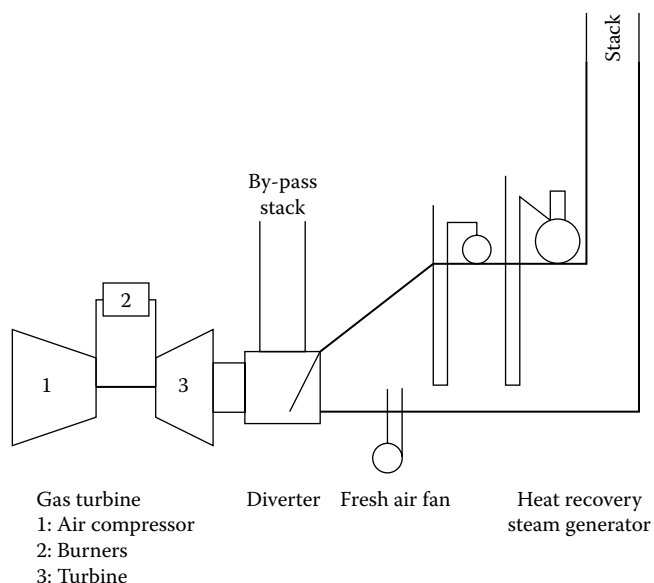 Stack
By-pass
stack
2
1
3
Gas turbine
1: Air compressor
2: Burners
3: Turbine
Diverter
Fresh air fan
Heat recovery
steam generator